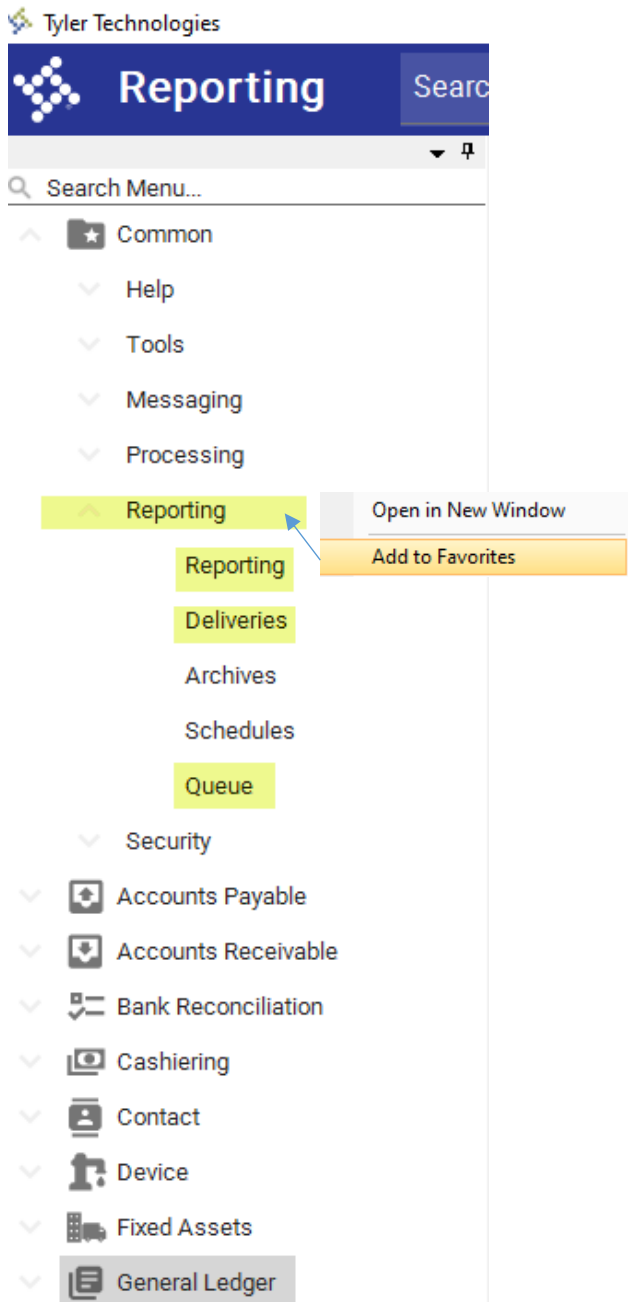 Tyler Technologies
Reporting Searc
Search Menu...
Common
Help
Tools
Messaging
Processing
Reporting
Open in New Window
Add to Favorites
Reporting
Deliveries
Archives
Schedules
Queue
Security
Accounts Payable
Accounts Receivable
Bank Reconciliation
Cashiering
Contact
Device
Fixed Assets
General Ledger